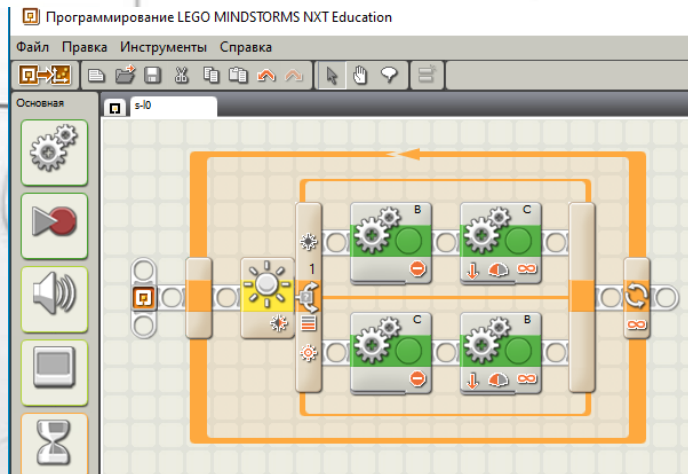 Программирование LEGO MINDSTORMS NXT Education
Файл Правка Инструменты Справка
Основная
s-l0
B
C
1
C
B